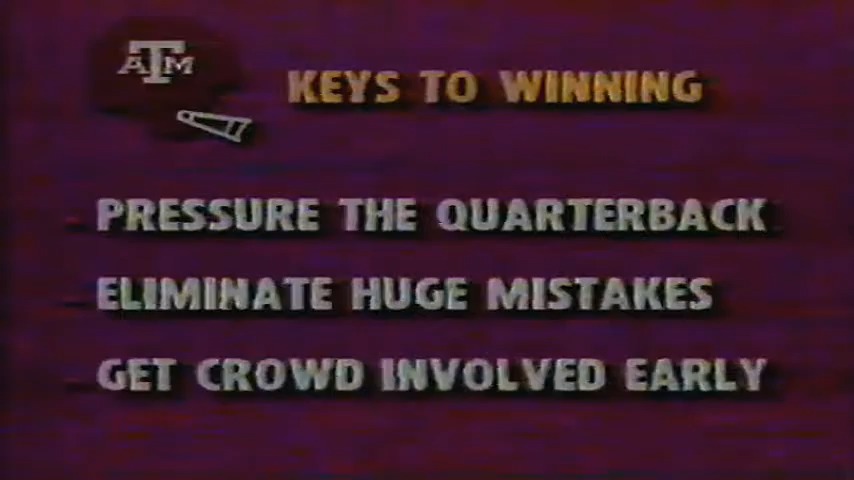 ATM
KEYS TO WINNING
PRESSURE THE QUARTERBACK
ELIMINATE HUGE MISTAKES
GET CROWD INVOLVED EARLY